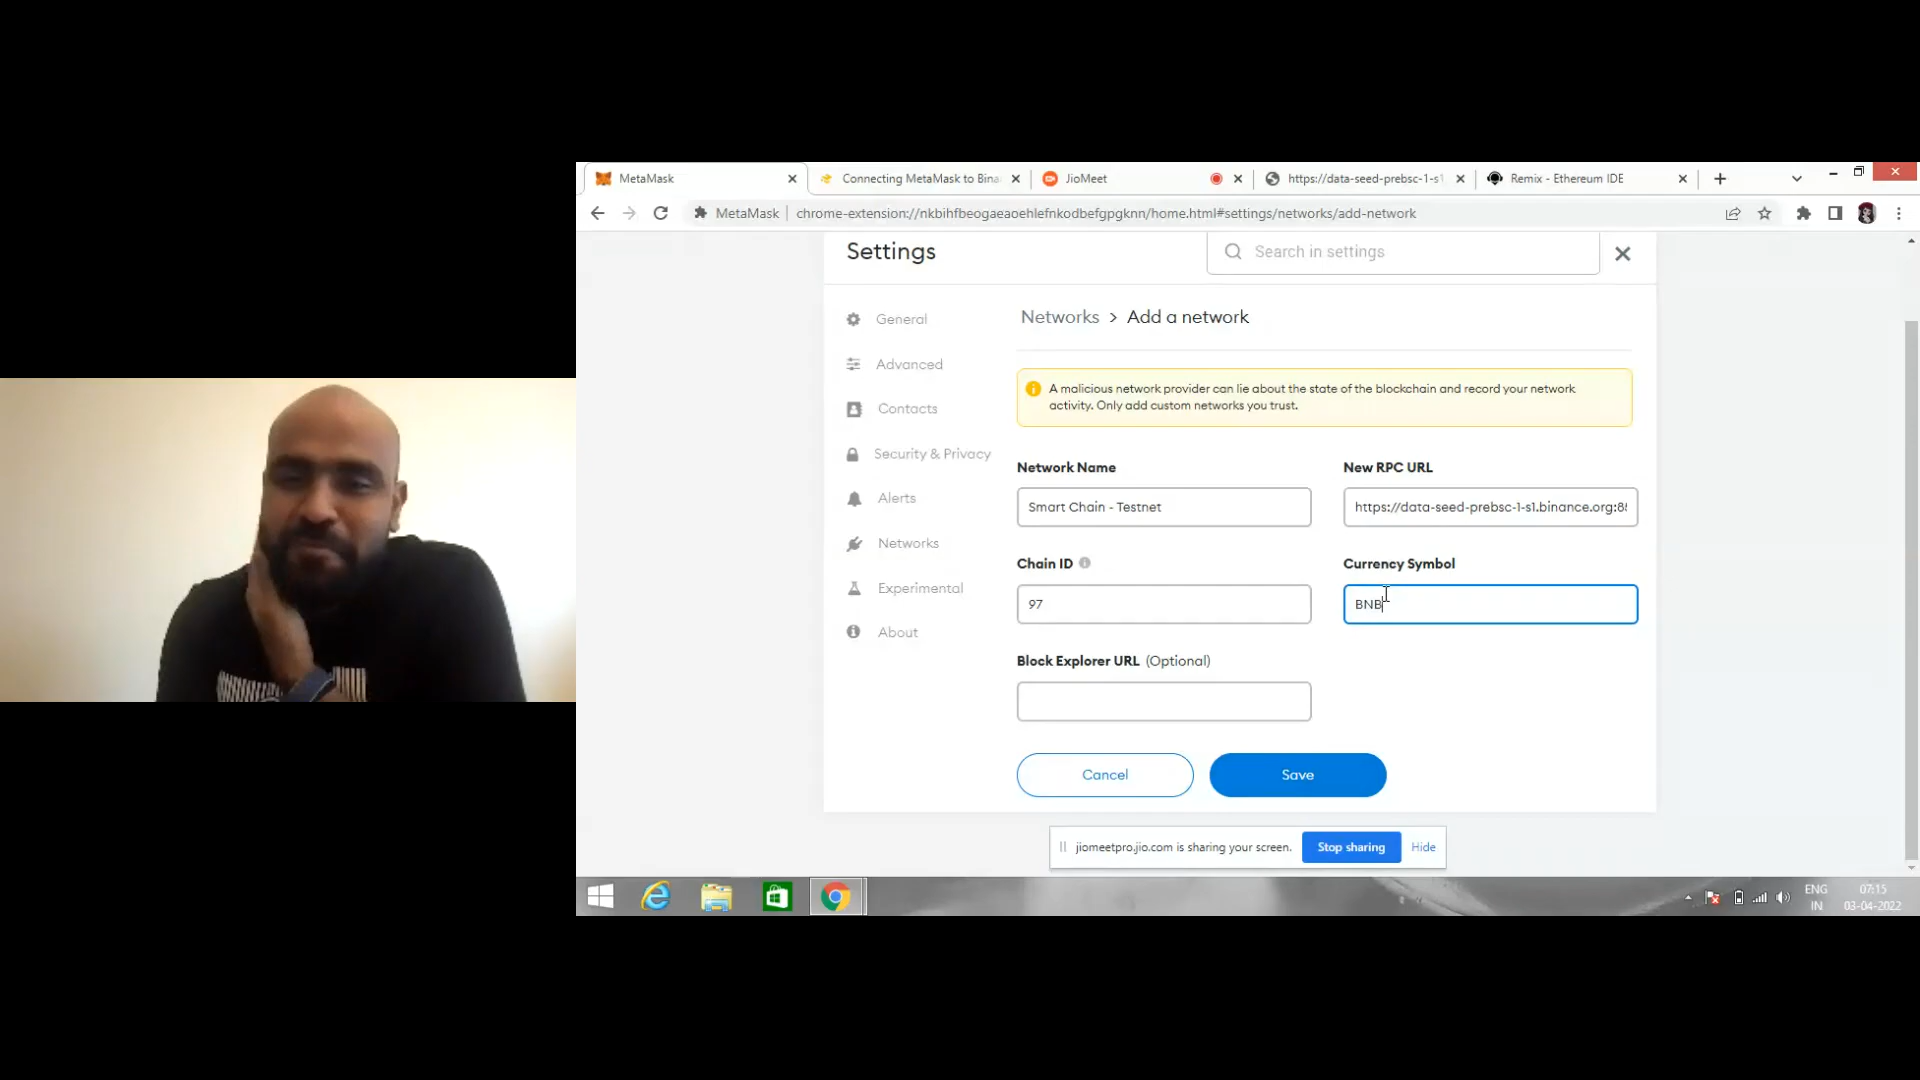 MetaMask
Connecting MetaMask to Bina
JioMeet
https://data-seed-prebsc-1-s1
Remix - Ethereum IDE
MetaMask
chrome-extension://nkbihfbeogaeaoehlefnkodbefgpgknn/home.html#settings/networks/add-network
Settings
Search in settings
General
Advanced
Contacts
Security & Privacy
Alerts
Networks
Experimental
About
Networks > Add a network
A malicious network provider can lie about the state of the blockchain and record your network
activity. Only add custom networks you trust.
Network Name
New RPC URL
Smart Chain - Testnet
https://data-seed-prebsc-1-s1.binance.org:8
Chain ID
Currency Symbol
97
BNB
Block Explorer URL (Optional)
Cancel
Save
jiomeetpro.jio.com is sharing your screen.
Stop sharing
Hide
ENG
IN
07:15
03-04-2022